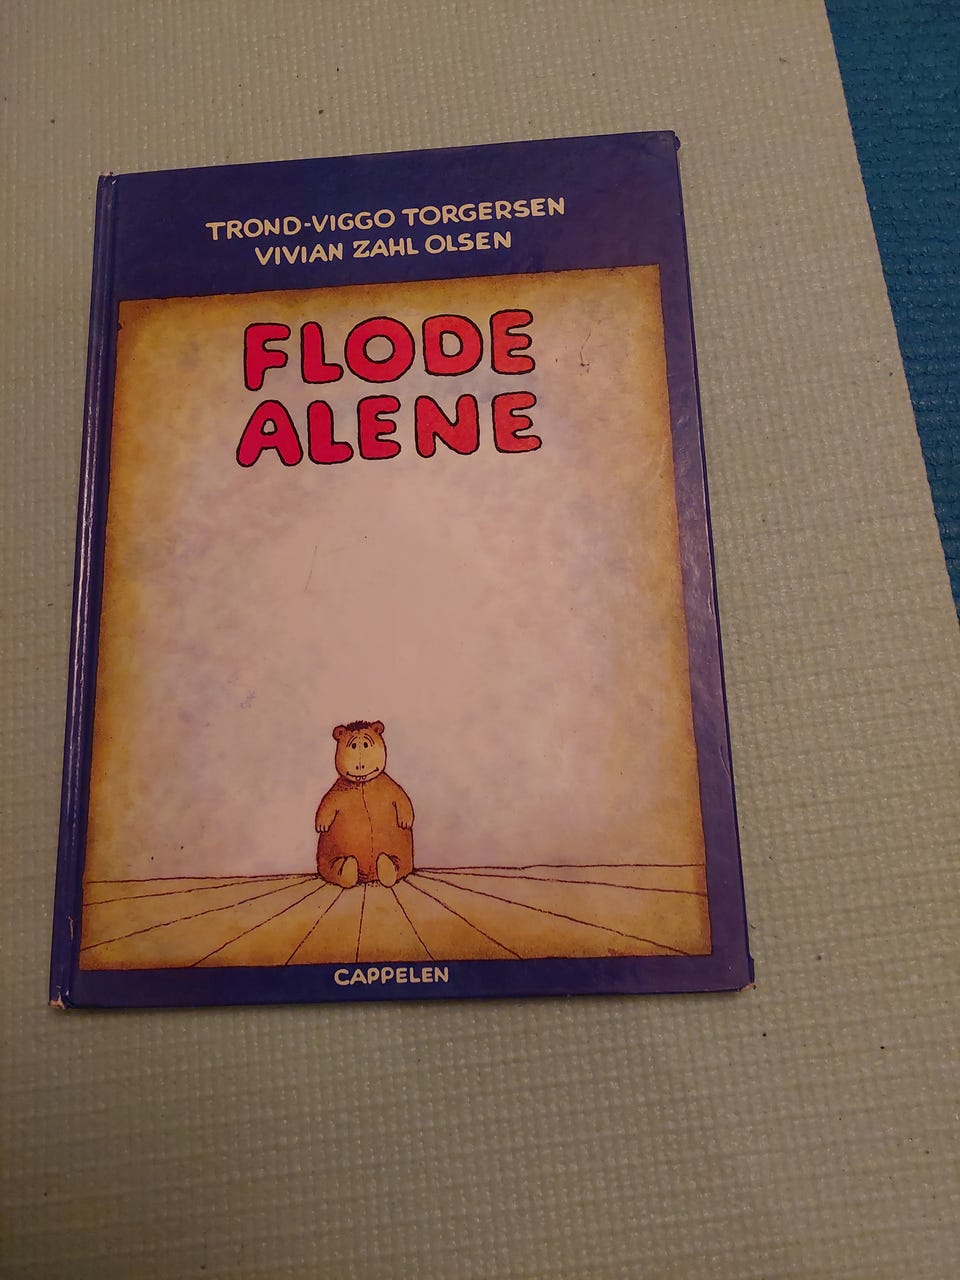 TROND-VIGGO TORGERSEN
VIVIAN ZAHL OLSEN
FLODE
ALENE
CAPPELEN